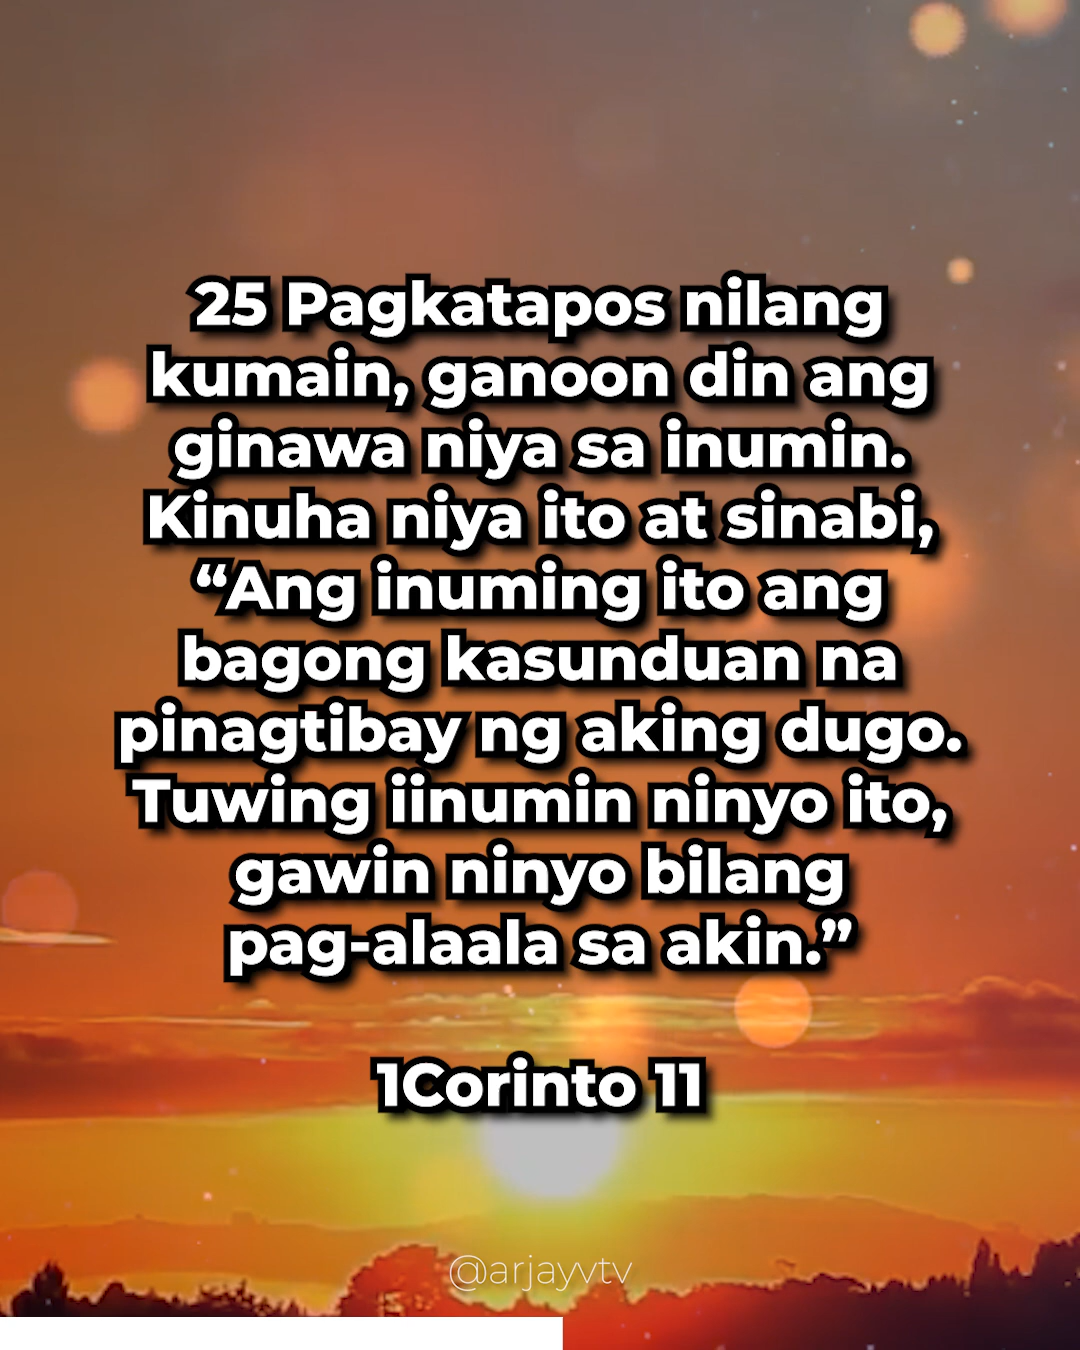 25 Pagkatapos nilang
kumain, ganoon din ang
ginawa niya sa inumin.
Kinuha niya ito at sinabi,
“Ang inuming ito ang
bagong kasunduan na
pinagtibay ng aking dugo.
Tuwing iinumin ninyo ito,
gawin ninyo bilang
pag-alaala sa akin.”
1Corinto 11
@arjayvtv